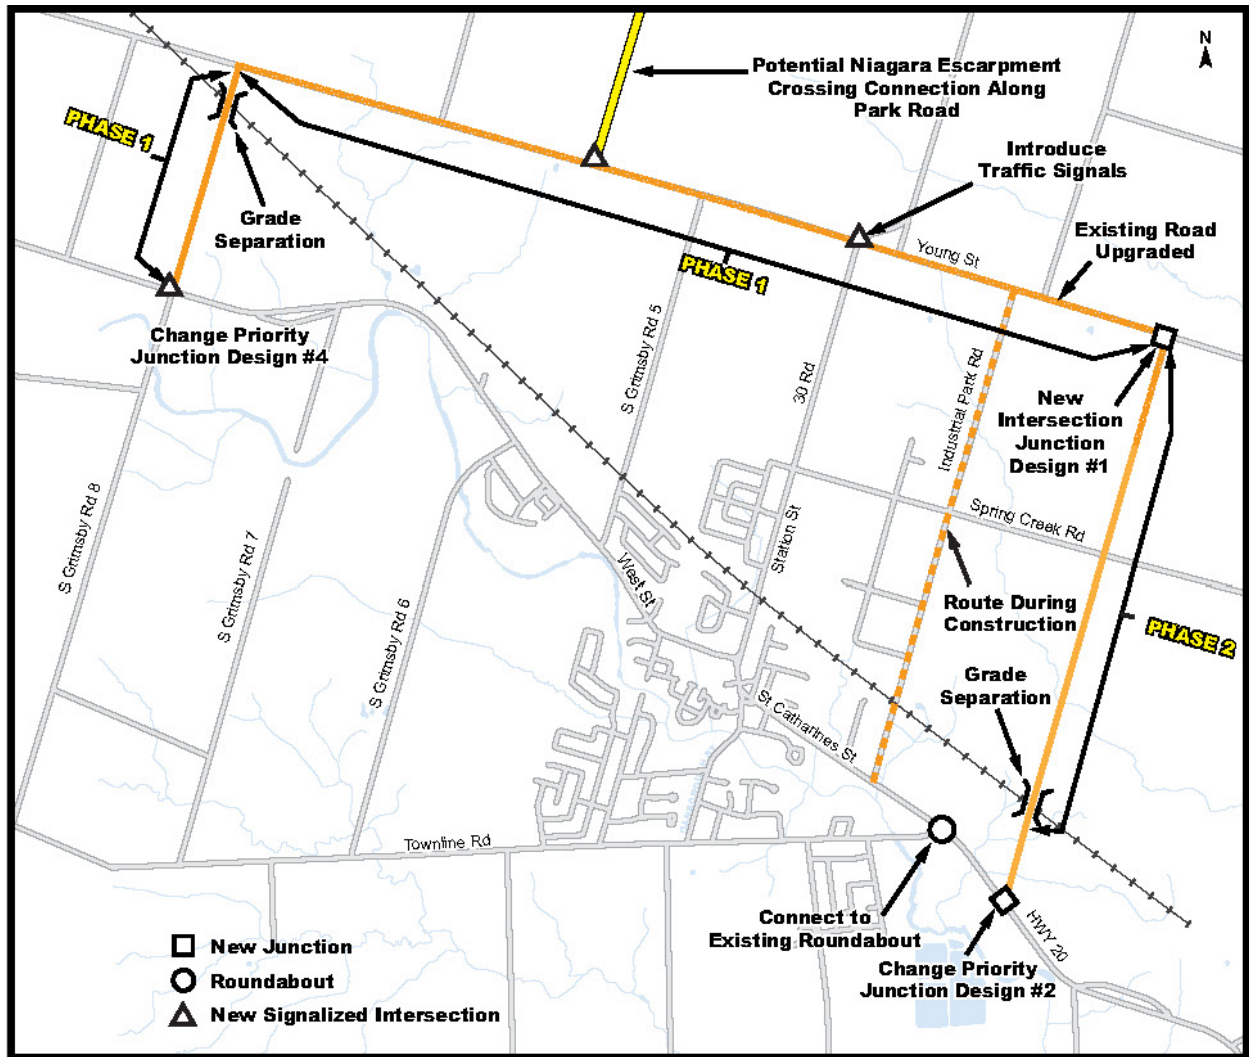 N
Potential Niagara Escarpment
Crossing Connection Along
Park Road
PHASE 1
Introduce
Traffic Signals
Grade
Separation
Existing Road
Upgraded
Young St
PHASE 1
Change Priority
Junction Design #4
S Grimsby Rd 5
30 Rd
Industrial Park Rd
New
Intersection
Junction
Design #1
S Grimsby Rd 8
S Grimsby Rd 7
S Grimsby Rd 6
Station St
Spring Creek Rd
West St
Route During
Construction
PHASE 2
Grade
Separation
St Catharines St
Townline Rd
Connect to
Existing Roundabout
HWY 20
Change Priority
Junction Design #2
New Junction
Roundabout
New Signalized Intersection